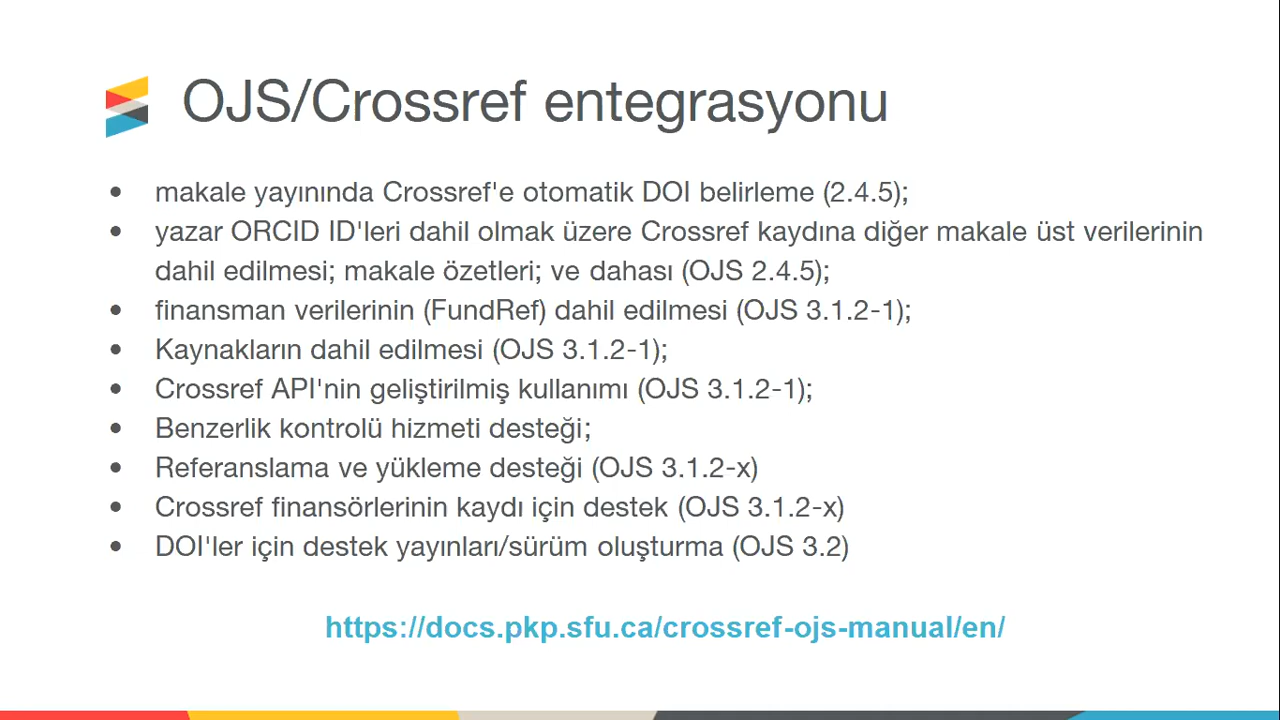 OJS/Crossref entegrasyonu
• makale yayınında Crossref'e otomatik DOI belirleme (2.4.5);
• yazar ORCID ID'leri dahil olmak üzere Crossref kaydına diğer makale üst verilerinin
dahil edilmesi; makale özetleri; ve dahası (OJS 2.4.5);
• finansman verilerinin (FundRef) dahil edilmesi (OJS 3.1.2-1);
• Kaynakların dahil edilmesi (OJS 3.1.2-1);
• Crossref API'nin geliştirilmiş kullanımı (OJS 3.1.2-1);
• Benzerlik kontrolü hizmeti desteği;
• Referanslama ve yükleme desteği (OJS 3.1.2-x)
• Crossref finansörlerinin kaydı için destek (OJS 3.1.2-x)
• DOI'ler için destek yayınları/sürüm oluşturma (OJS 3.2)
https://docs.pkp.sfu.ca/crossref-ojs-manual/en/